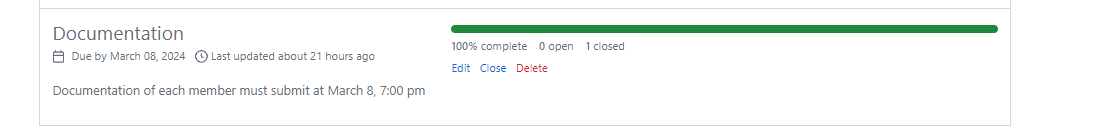 Documentation
Due by March 08, 2024 Last updated about 21 hours ago
Documentation of each member must submit at March 8, 7:00 pm
100% complete 0 open 1 closed
Edit Close Delete